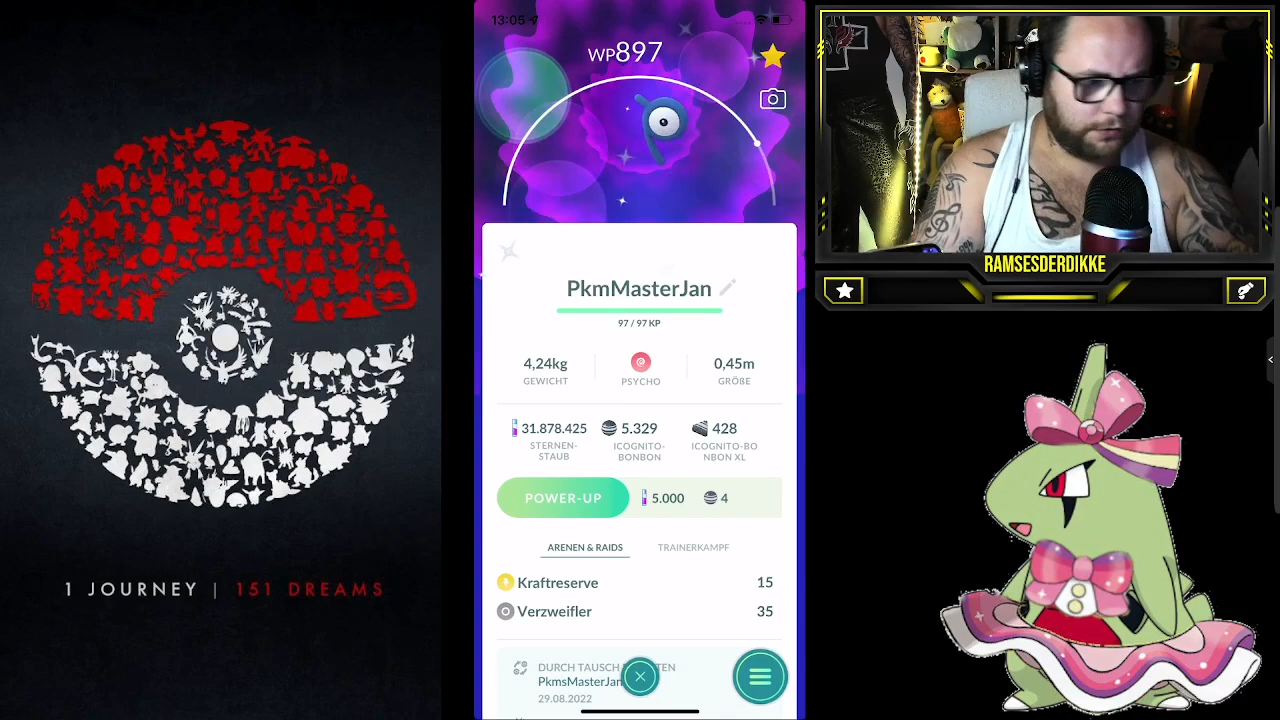 1 JOURNEY | 151 DREAMS
13:05
WP897
PkmMasterJan
97 / 97 KP
4,24kg
GEWICHT
PSYCHO
0,45m
GRÖßE
31.878.425
STERNEN-
STAUB
5.329
ICOGNITO-
BONBON
428
ICOGNITO-BO
NBON XL
POWER-UP
5.000
4
ARENEN & RAIDS
TRAINERKAMPF
Kraftreserve 15
Verzweifler 35
DURCH TAUSCH
PkmsMasterJan
29.08.2022
RAMSESDERDIKKE